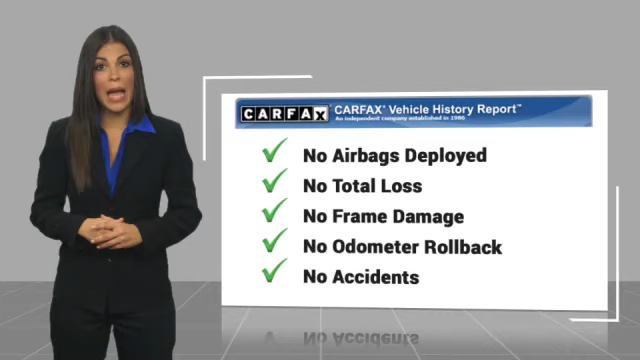 CARFAX CARFAX® Vehicle History Report™
An independent company established in 1986
No Airbags Deployed
No Total Loss
No Frame Damage
No Odometer Rollback
No Accidents